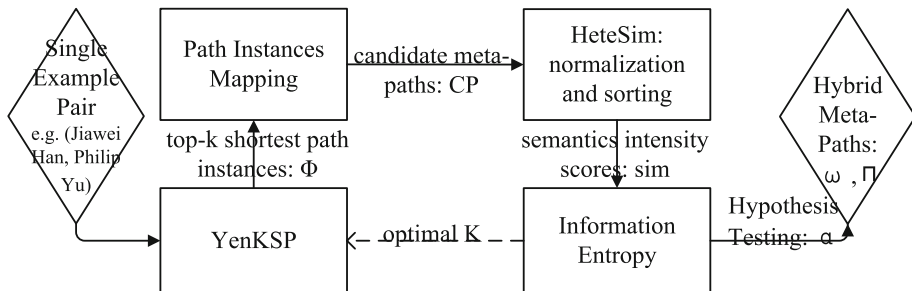 Single
Example
Pair
e.g. (Jiawei
Han, Philip
Yu)
Path Instances
Mapping
candidate meta-
paths: CP
HeteSim:
normalization
and sorting
Hybrid
Meta-
Paths:
ω , Π
top-k shortest path
instances: Φ
semantics intensity
scores: sim
YenKSP
optimal K
Information
Entropy
Hypothesis
Testing: α